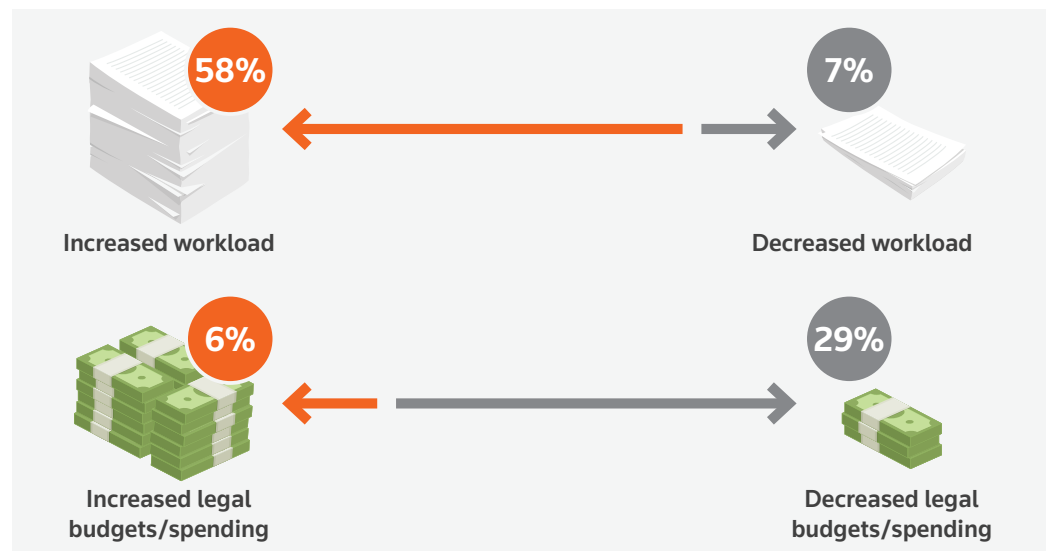 58%
7%
Increased workload
Decreased workload
6%
29%
Increased legal
budgets/spending
Decreased legal
budgets/spending